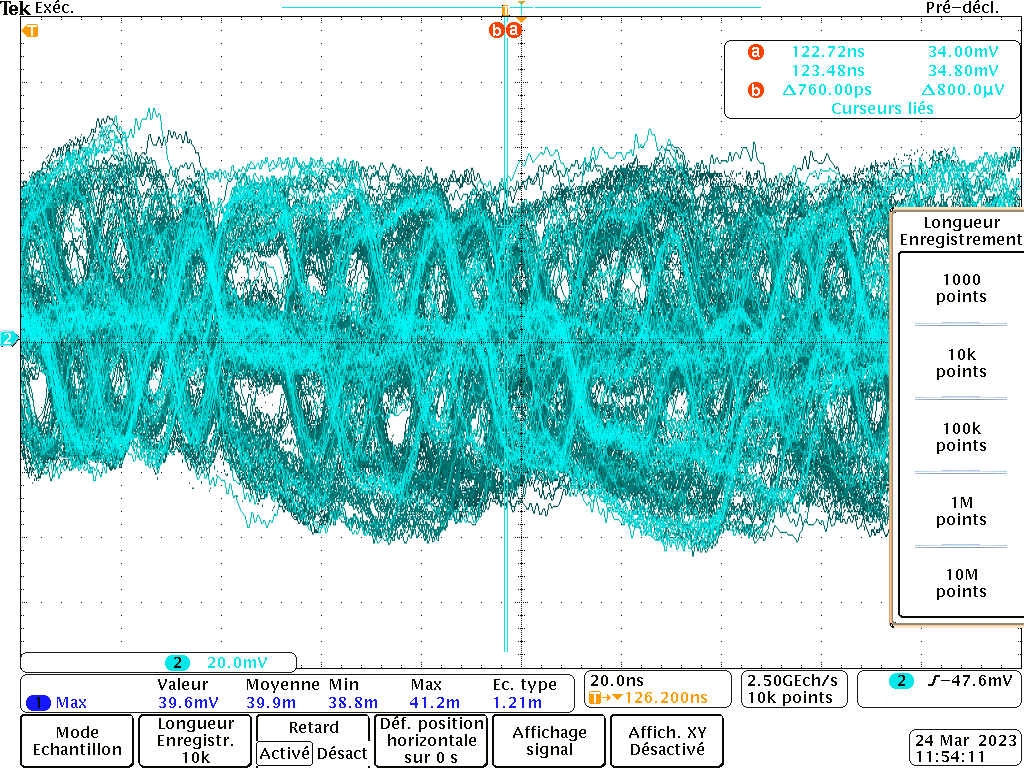 Tek Exéc. Pré-décl.
T
b a
a 122.72ns 34.00mV
123.48ns 34.80mV
b Δ760.00ps Δ800.0µV
Curseurs liés
Longueur
Enregistrement
1000
points
10k
points
100k
points
1M
points
10M
points
2
2 20.0mV
Valeur Moyenne Min Max Ec. type
1 Max 39.6mV 39.9m 38.8m 41.2m 1.21m
20.0ns
T→▼126.200ns
2.50GÉch/s
10k points
2 ƒ −47.6mV
Mode
Echantillon
Longueur
Enregistr.
10k
Retard
Activé Désact
Déf. position
horizontale
sur 0 s
Affichage
signal
Affich. XY
Désactivé
24 Mar 2023
11:54:11